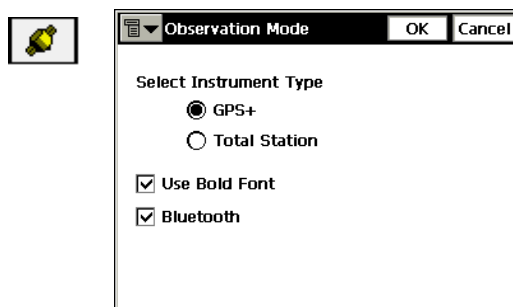 Observation Mode OK Cancel
Select Instrument Type
GPS+
Total Station
Use Bold Font
Bluetooth